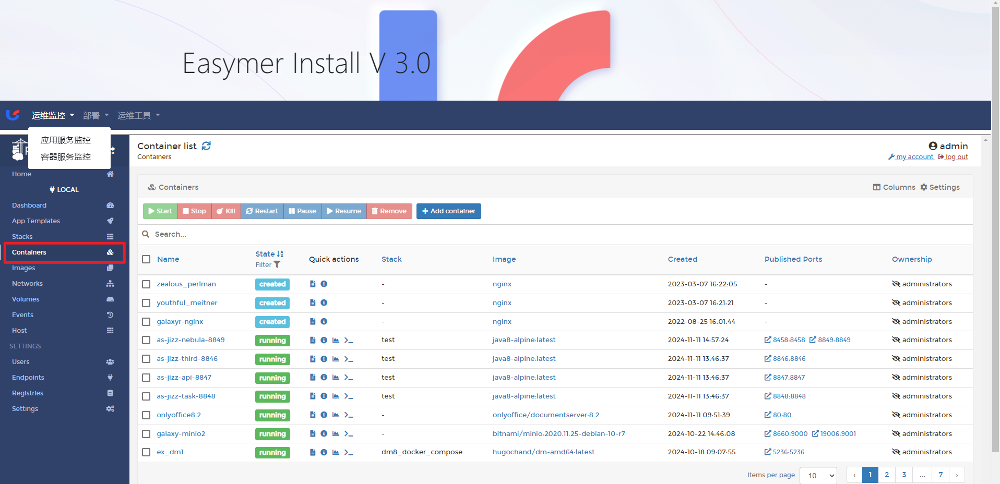 Easymer Install V 3.0
运维监控 部署 运维工具
应用服务监控
容器服务监控
Container list
Containers
admin
my account log out
Home
LOCAL
Dashboard
App Templates
Stacks
Containers
Images
Networks
Volumes
Events
Host
SETTINGS
Users
Endpoints
Registries
Settings
Containers Columns Settings
Start Stop Kill Restart Pause Resume Remove Add container
Search...
Name State Filter Quick actions Stack Image Created Published Ports Ownership
zealous_perlman created - nginx 2023-03-07 16:22:05 - administrators
youthful_meitner created - nginx 2023-03-07 16:21:21 - administrators
galaxyr-nginx created - nginx 2022-08-25 16:01:44 - administrators
as-jizz-nebula-8849 running test java8-alpine:latest 2024-11-11 14:57:24 8458:8458 8849:8849 administrators
as-jizz-third-8846 running test java8-alpine:latest 2024-11-11 13:46:37 8846:8846 administrators
as-jizz-api-8847 running test java8-alpine:latest 2024-11-11 13:46:37 8847:8847 administrators
as-jizz-task-8848 running test java8-alpine:latest 2024-11-11 13:46:37 8848:8848 administrators
onlyoffice8.2 running - onlyoffice/documentserver:8.2 2024-11-11 09:51:39 80:80 administrators
galaxy-minio2 running - bitnami/minio:2020.11.25-debian-10-r7 2024-10-22 14:46:08 8660:9000 19006:9001 administrators
ex_dm1 running dm8_docker_compose hugochand/dm-amd64:latest 2024-10-18 09:07:55 5236:5236 administrators
Items per page 10 ‹ 1 2 3 ... 7 ›